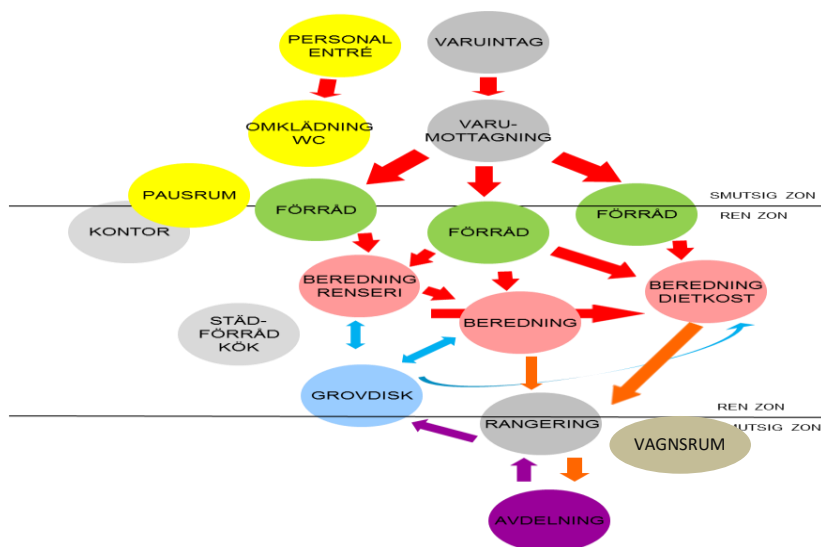 PERSONAL
ENTRÉ
VARUINTAG
OMKLÄDNING
WC
VARU-
MOTTAGNING
PAUSRUM
SMUTSIG ZON
REN ZON
KONTOR
FÖRRÅD
FÖRRÅD
FÖRRÅD
BEREDNING
RENSERI
BEREDNING
DIETKOST
STÄD-
FÖRRÅD
KÖK
BEREDNING
GROVDISK
REN ZON
MUTSIG ZON
RANGERING
VAGNSRUM
AVDELNING